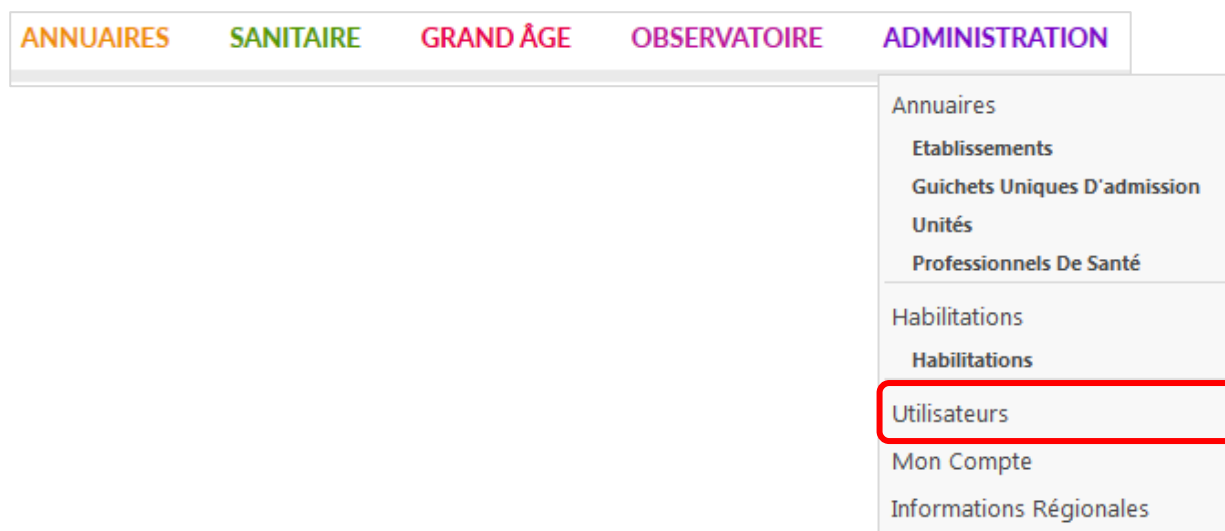 ANNUAIRES SANITAIRE GRAND ÂGE OBSERVATOIRE ADMINISTRATION
Annuaires
Etablissements
Guichets Uniques D'admission
Unités
Professionnels De Santé
Habilitations
Habilitations
Utilisateurs
Mon Compte
Informations Régionales